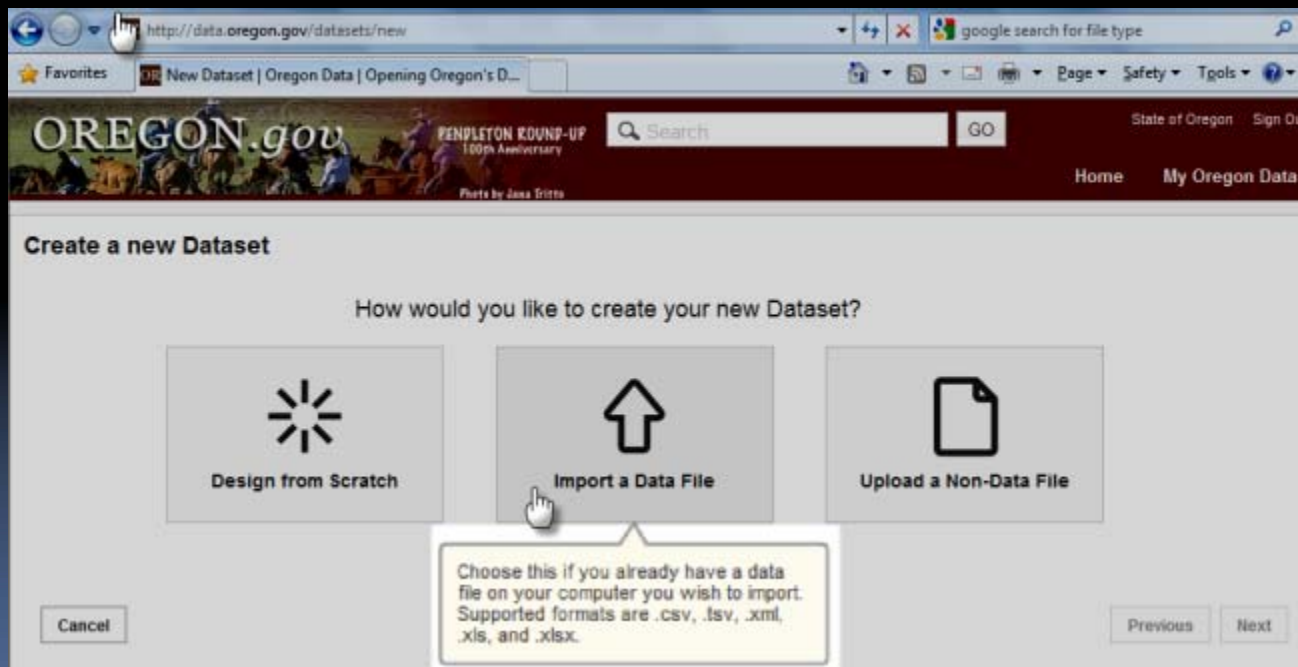 http://data.oregon.gov/datasets/new
google search for file type
Favorites
OR New Dataset | Oregon Data | Opening Oregon's D...
Page Safety Tools
OREGON.gov
PENDLETON ROUND-UP
100th Anniversary
Photo by Jana Tritto
Search
GO
State of Oregon Sign Ou
Home My Oregon Data
Create a new Dataset
How would you like to create your new Dataset?
Design from Scratch
Import a Data File
Upload a Non-Data File
Choose this if you already have a data
file on your computer you wish to import.
Supported formats are .csv, .tsv, .xml,
.xls, and .xlsx.
Cancel
Previous
Next